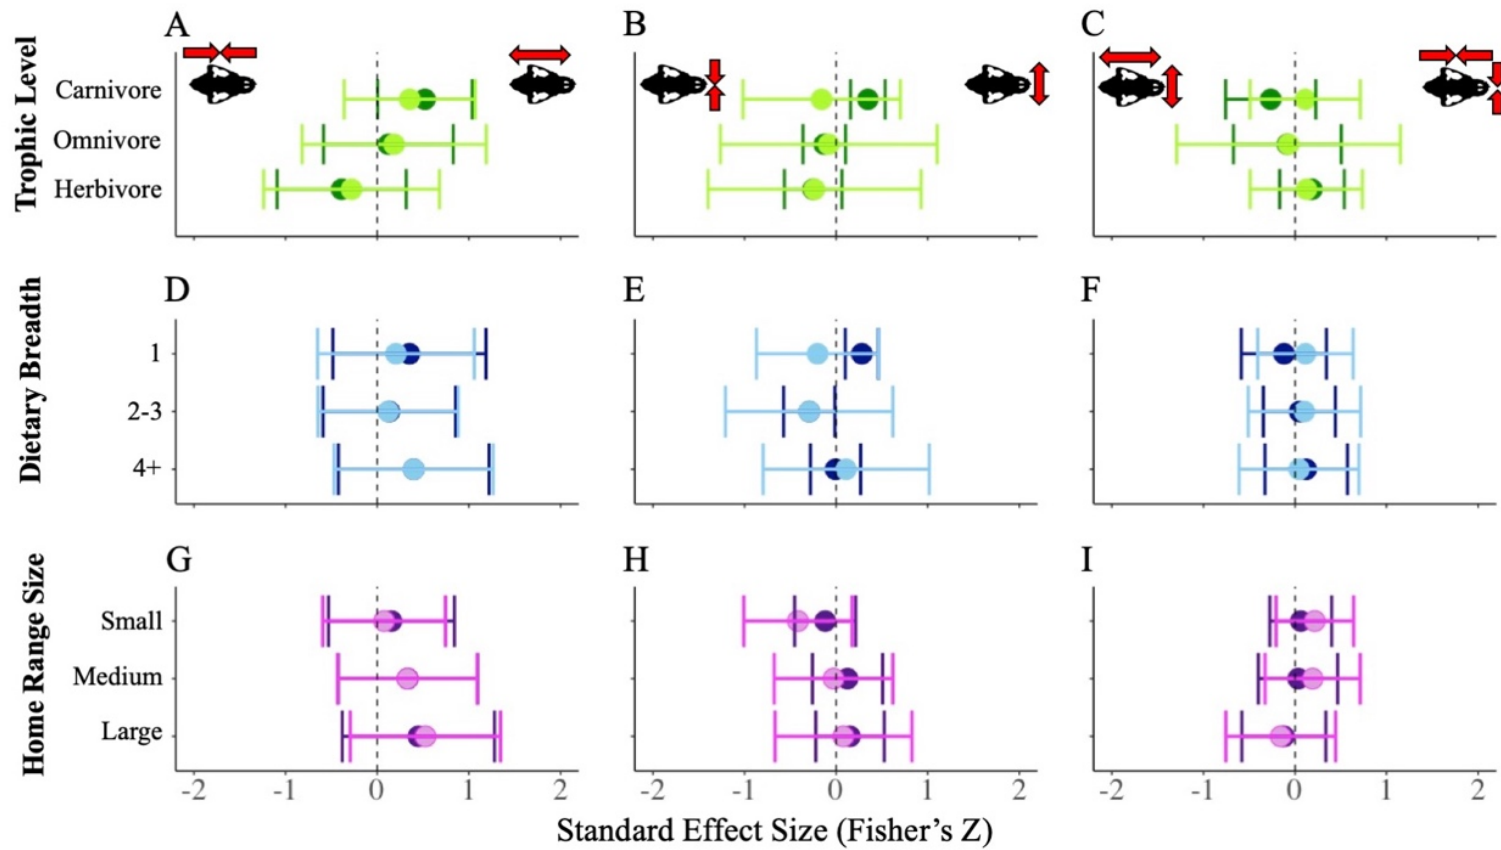 A B C
Trophic Level
Carnivore
Omnivore
Herbivore
D E F
Dietary Breadth
1
2-3
4+
G H I
Home Range Size
Small
Medium
Large
-2 -1 0 1 2 -2 -1 0 1 2 -2 -1 0 1 2
Standard Effect Size (Fisher's Z)